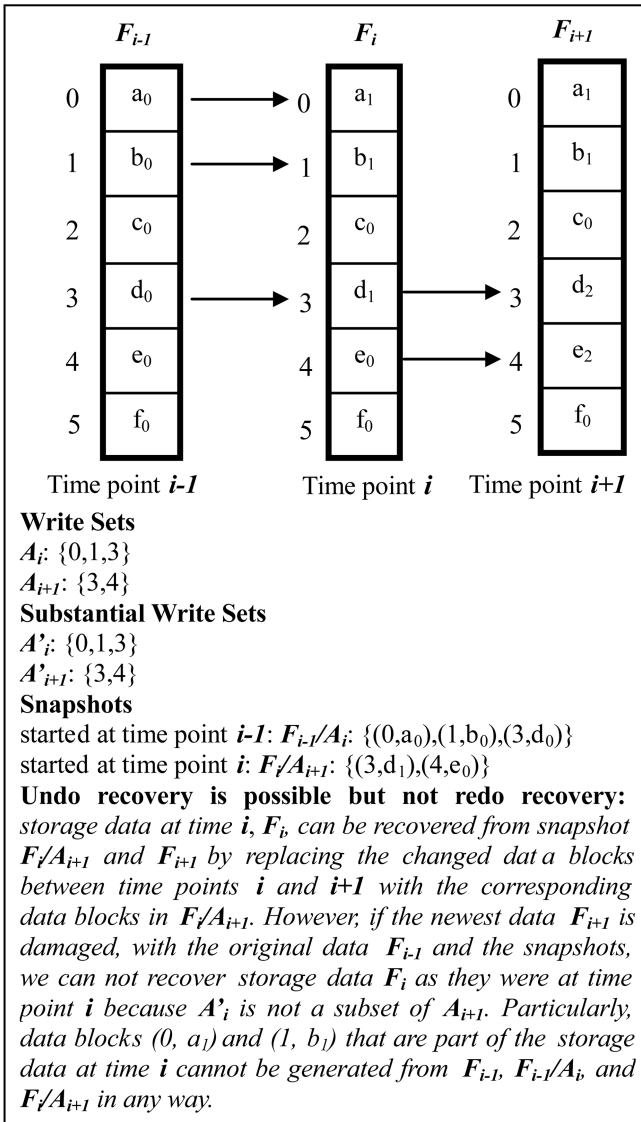 F_{i-1} F_i F_{i+1}
0 a₀ 0 a₁ 0 a₁
1 b₀ 1 b₁ 1 b₁
2 c₀ 2 c₀ 2 c₀
3 d₀ 3 d₁ 3 d₂
4 e₀ 4 e₀ 4 e₂
5 f₀ 5 f₀ 5 f₀
Time point i-1 Time point i Time point i+1
Write Sets
A_i: {0,1,3}
A_{i+1}: {3,4}
Substantial Write Sets
A'_i: {0,1,3}
A'_{i+1}: {3,4}
Snapshots
started at time point i-1: F_{i-1}/A_i: {(0,a₀),(1,b₀),(3,d₀)}
started at time point i: F_i/A_{i+1}: {(3,d₁),(4,e₀)}
Undo recovery is possible but not redo recovery:
storage data at time i, F_i, can be recovered from snapshot
F_i/A_{i+1} and F_{i+1} by replacing the changed data blocks
between time points i and i+1 with the corresponding
data blocks in F_i/A_{i+1}. However, if the newest data F_{i+1} is
damaged, with the original data F_{i-1} and the snapshots,
we can not recover storage data F_i as they were at time
point i because A'_i is not a subset of A_{i+1}. Particularly,
data blocks (0, a₁) and (1, b₁) that are part of the storage
data at time i cannot be generated from F_{i-1}, F_{i-1}/A_i, and
F_i/A_{i+1} in any way.